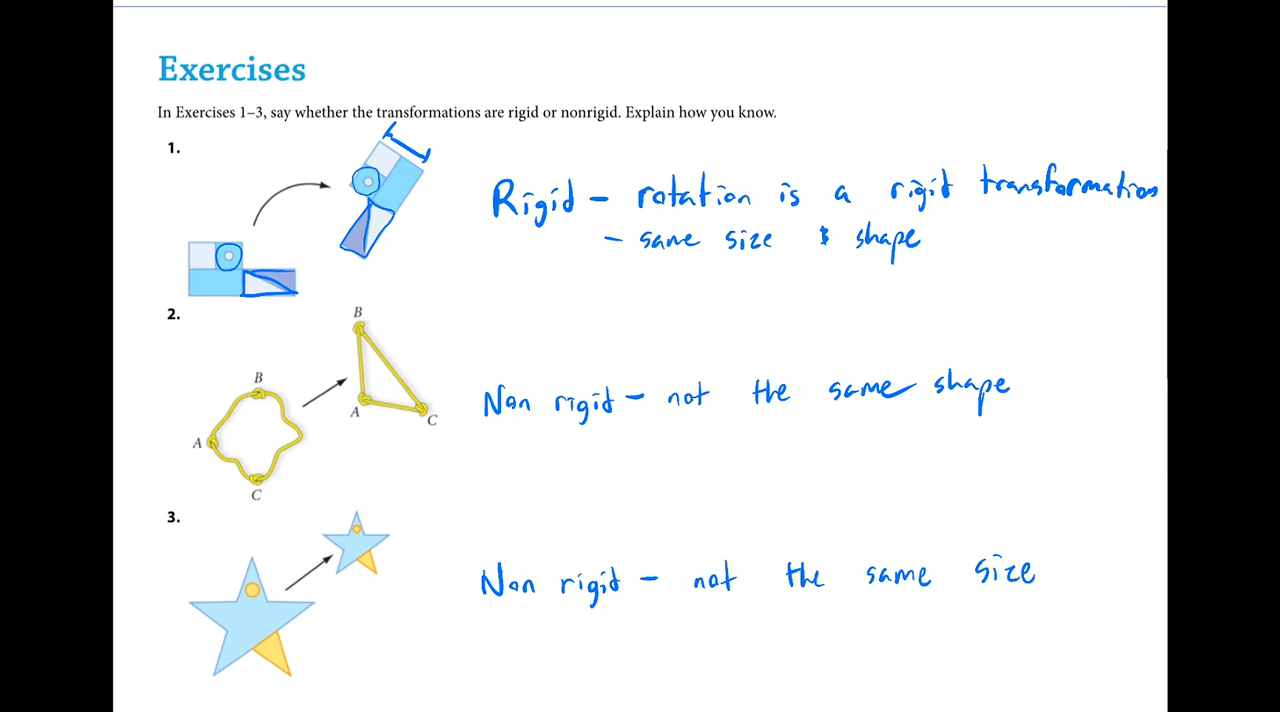 Exercises
In Exercises 1–3, say whether the transformations are rigid or nonrigid. Explain how you know.
1.
Rigid – rotation is a rigid transformation
– same size & shape
2.
B
A
C
B
A
C
Non rigid – not the same shape
3.
Non rigid – not the same size